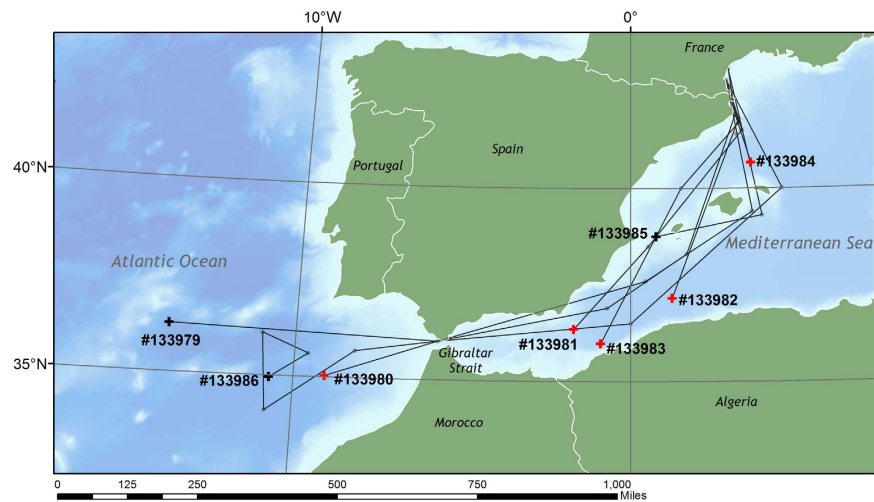 10°W
0°
France
40°N
#133984
Portugal
Spain
#133985
Mediterranean Sea
Atlantic Ocean
#133982
#133979
#133981
#133983
35°N
Gibraltar
Strait
#133986
#133980
Algeria
Morocco
0
125
250
500
750
1,000
Miles